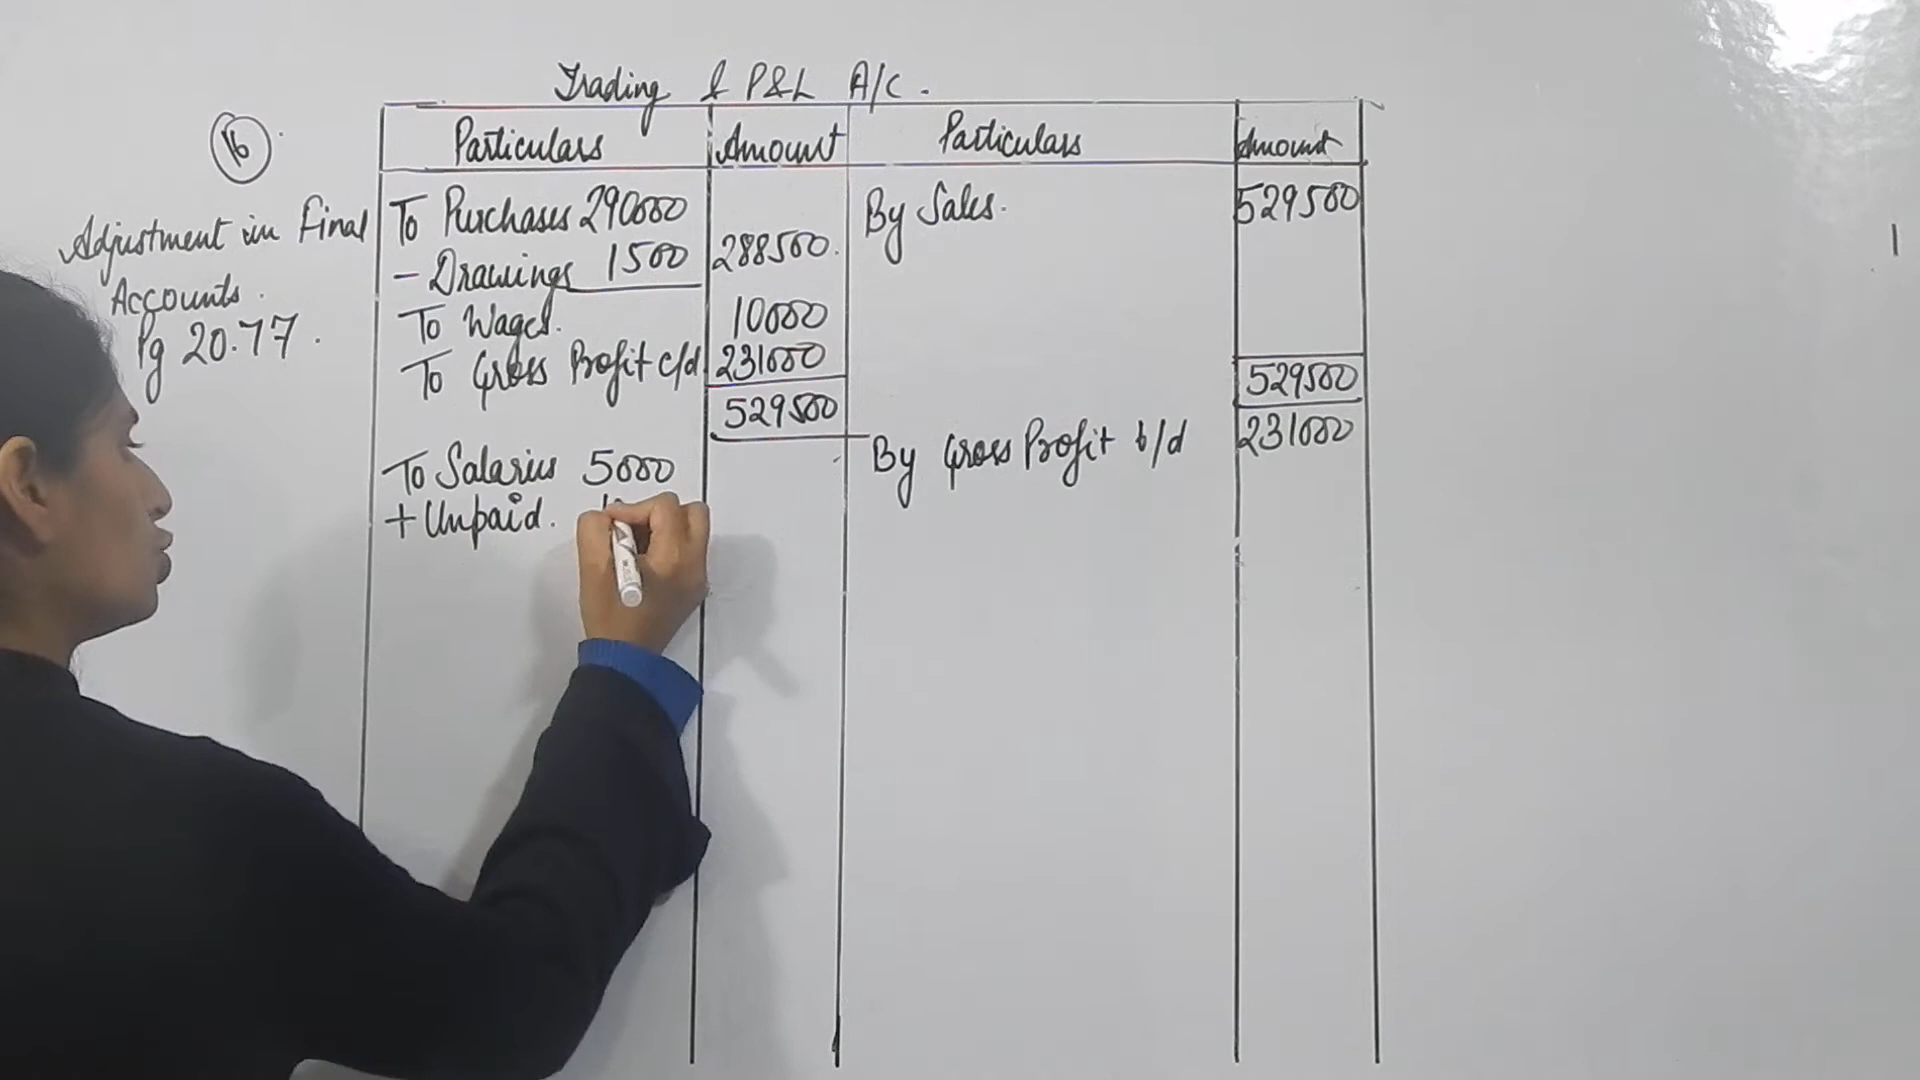 Trading & P&L A/C.
16
Adjustment in Final
Accounts.
Pg 20.77.
Particulars Amount Particulars Amount
To Purchases 290000 By Sales. 529500
- Drawings 1500 288500.
To Wages. 10000
To Gross Profit c/d 231000 529500
529500
By Gross Profit b/d 231000
To Salaries 5000
+ Unpaid.